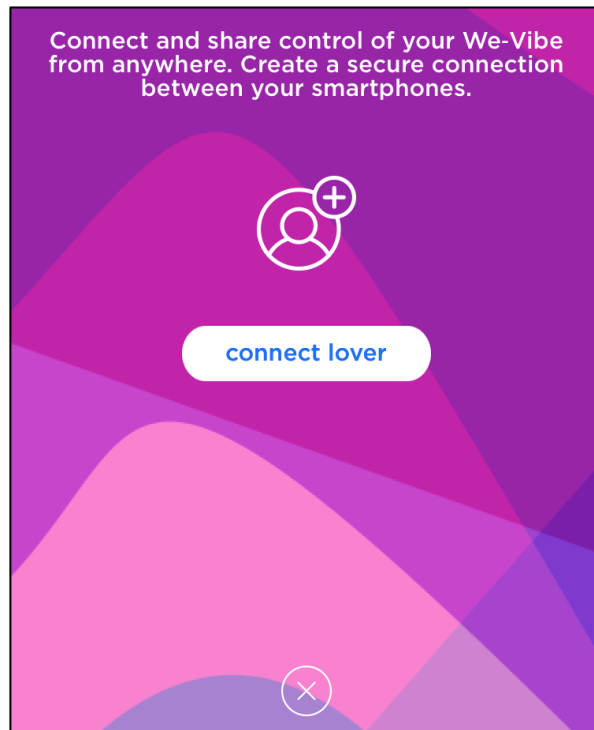 Connect and share control of your We-Vibe
from anywhere. Create a secure connection
between your smartphones.
connect lover